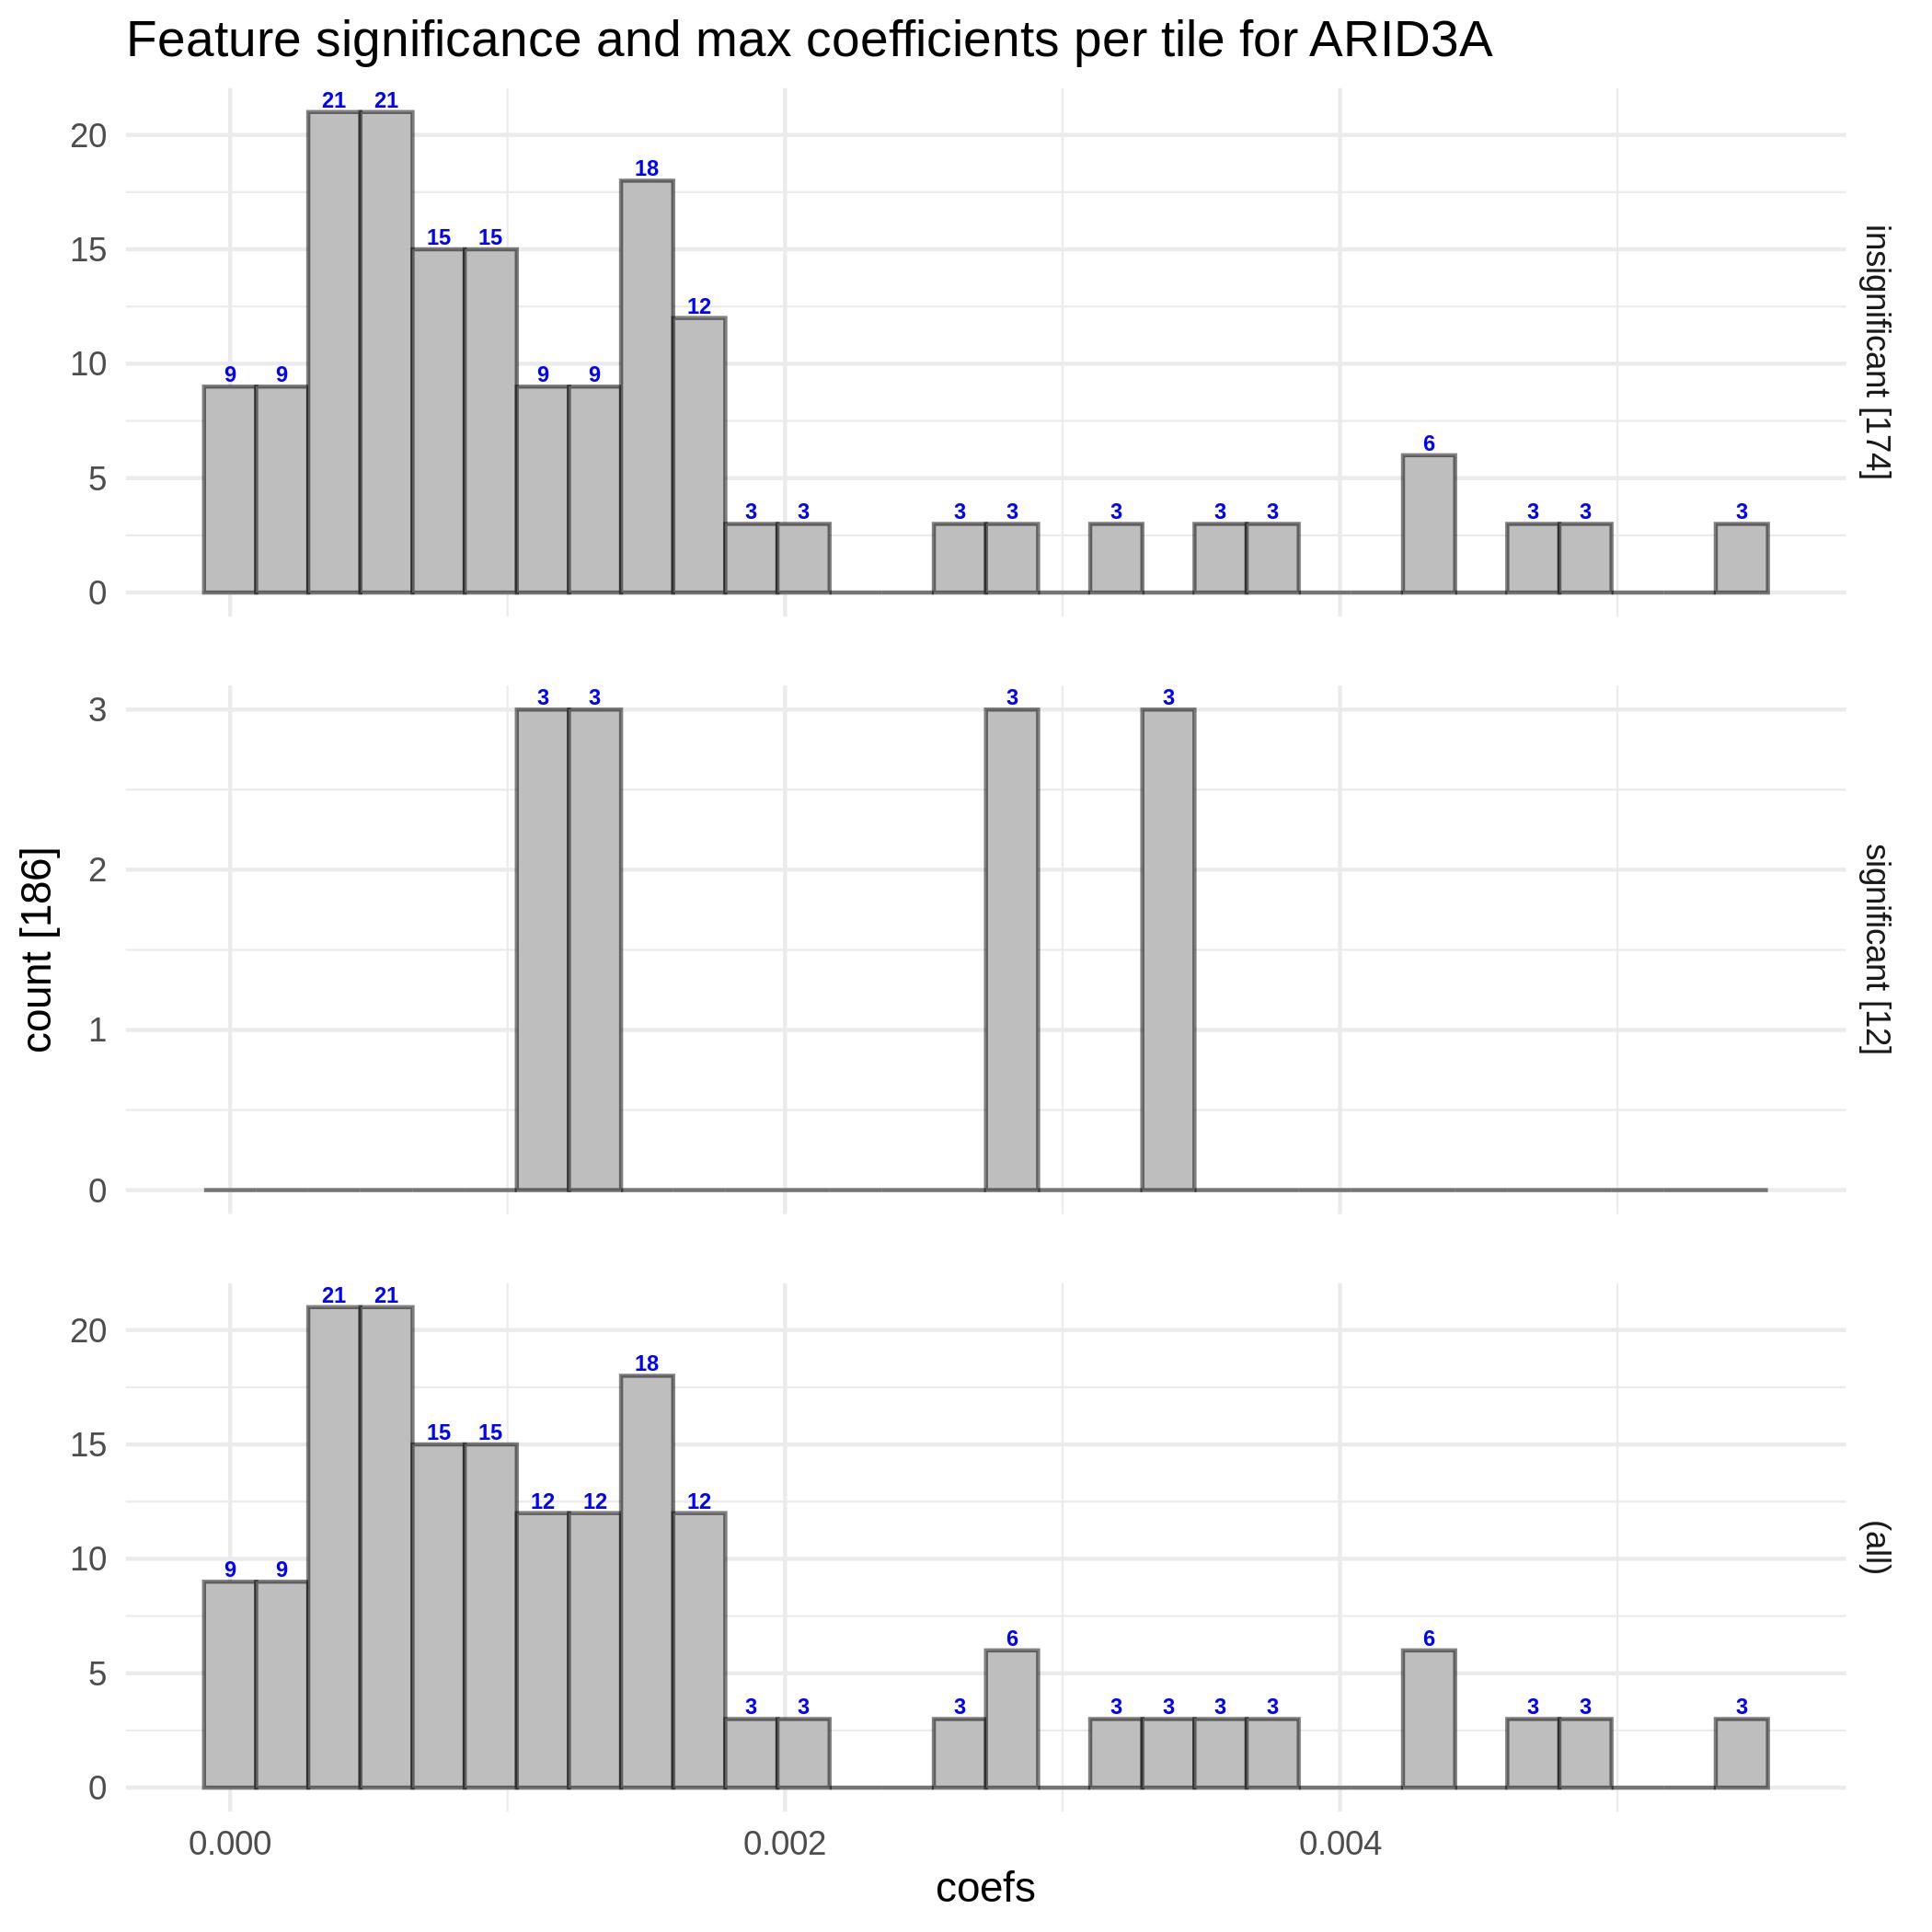 Feature significance and max coefficients per tile for ARID3A
21 21
18
15 15
12
9 9 9 9
6
3 3 3 3 3 3 3 3 3 3
20
15
10
5
0
insignificant [174]
3 3 3 3
3
2
1
0
significant [12]
count [186]
21 21
18
15 15
12 12 12
9 9
6 6
3 3 3 3 3 3 3 3 3 3
20
15
10
5
0
(all)
0.000 0.002 0.004
coefs